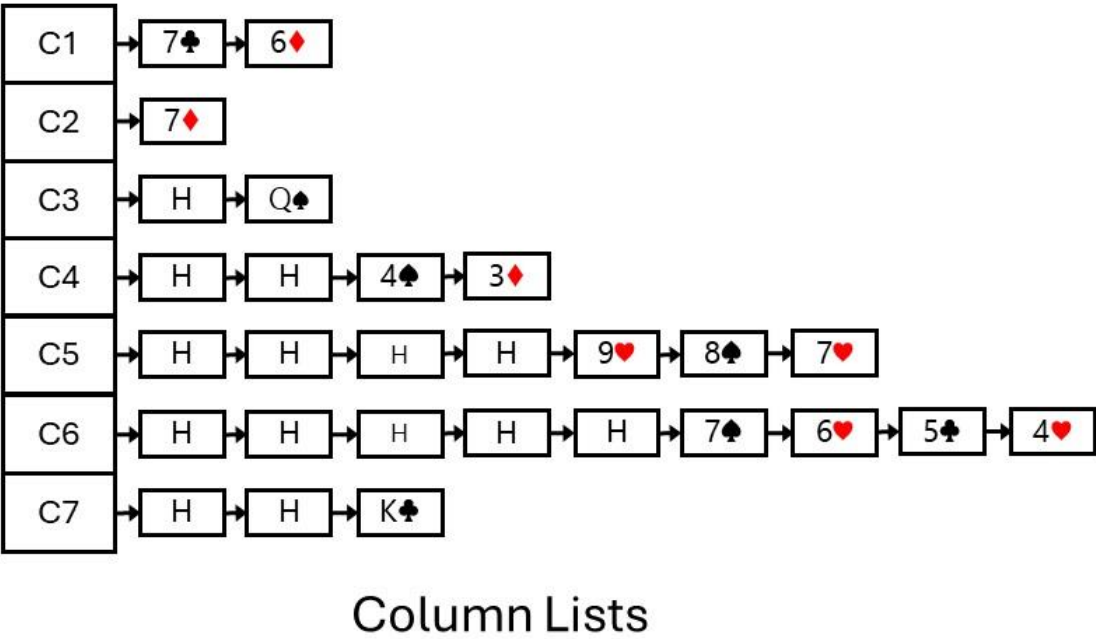 C1 7♣ 6♦
C2 7♦
C3 H Q♠
C4 H H 4♠ 3♦
C5 H H H H 9♥ 8♠ 7♥
C6 H H H H H 7♠ 6♥ 5♣ 4♥
C7 H H K♣
Column Lists